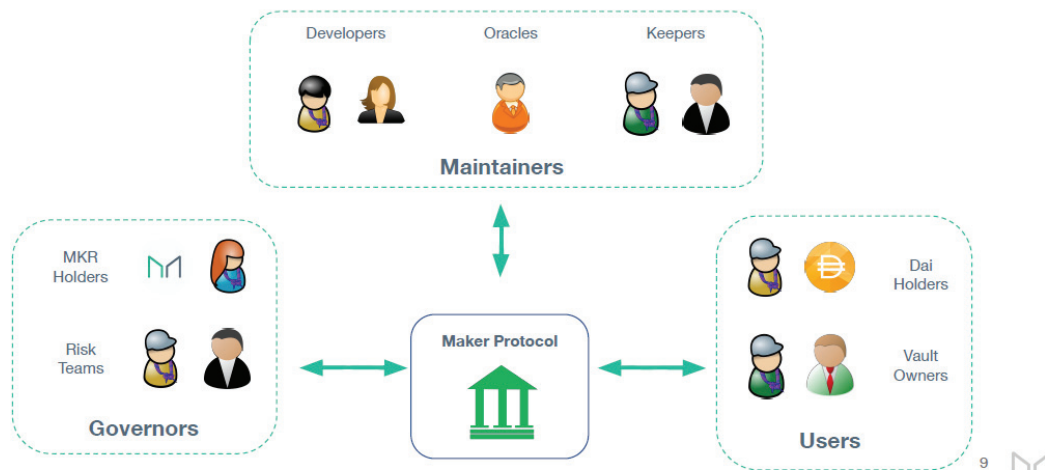 Developers
Oracles
Keepers
Maintainers
MKR
Holders
Risk
Teams
Governors
Maker Protocol
Dai
Holders
Vault
Owners
Users
9